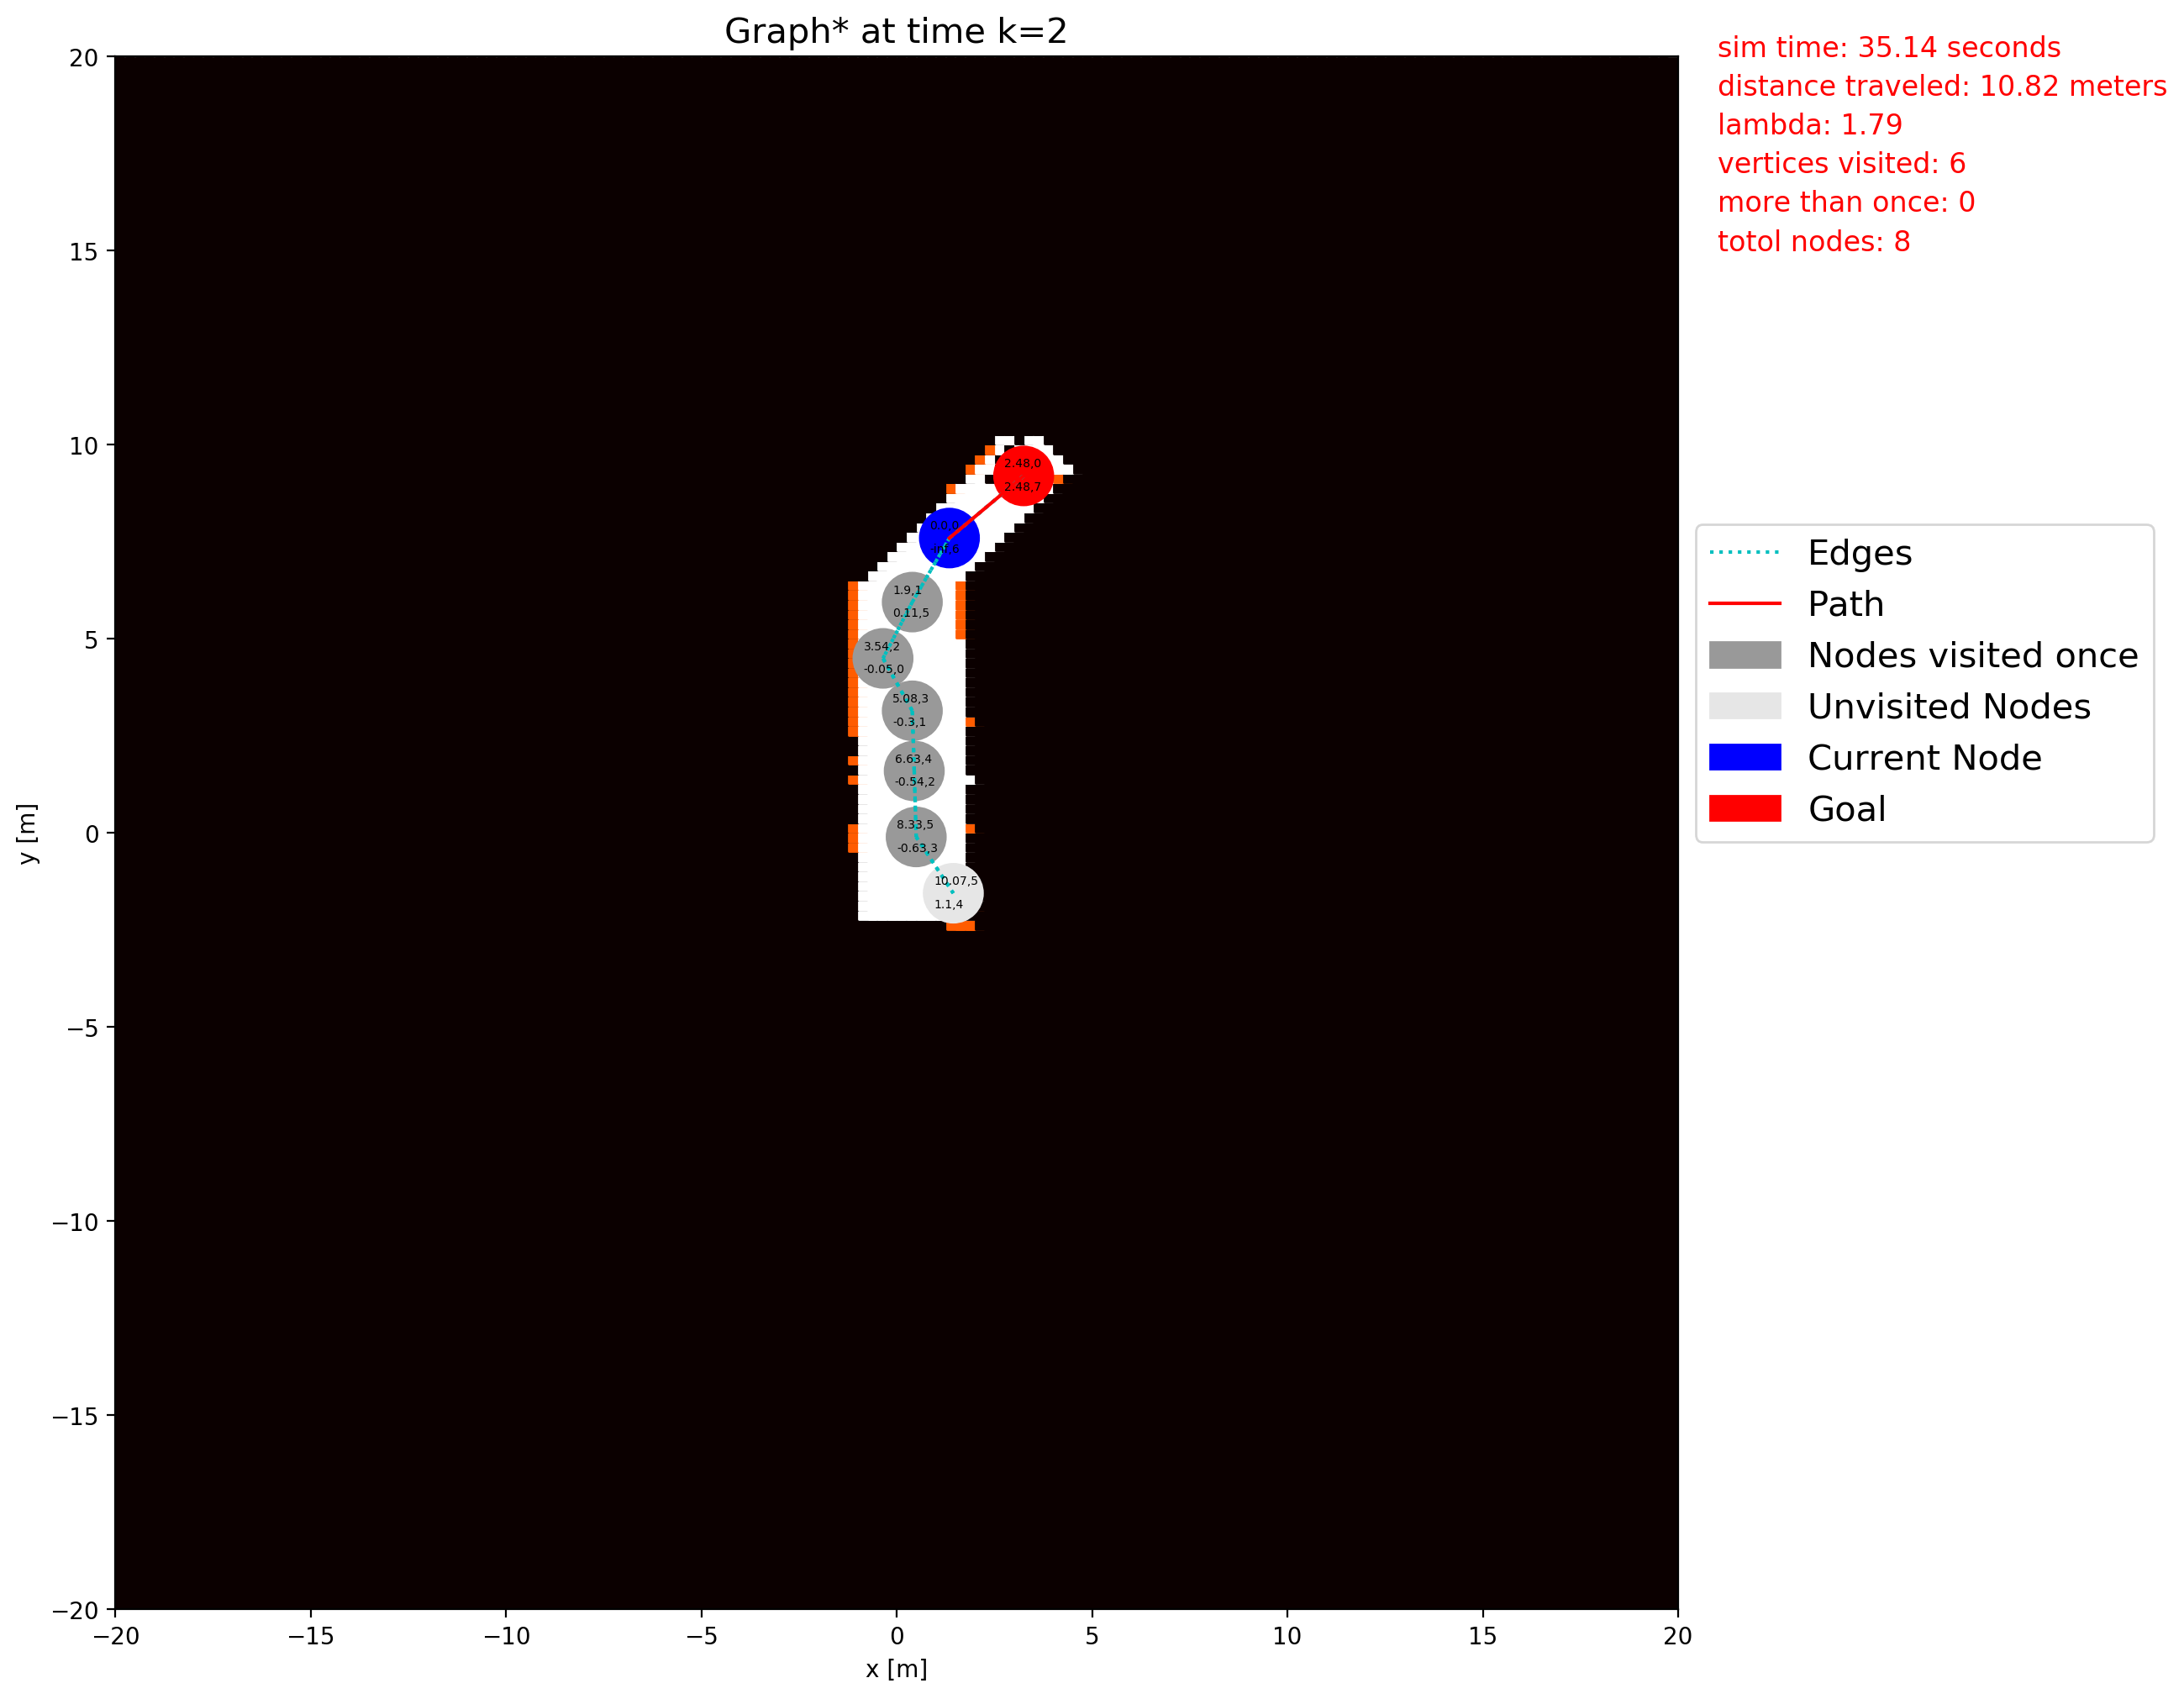 Graph* at time k=2
sim time: 35.14 seconds
distance traveled: 10.82 meters
lambda: 1.79
vertices visited: 6
more than once: 0
totol nodes: 8
20
15
10
5
0
−5
−10
−15
−20
y [m]
2.48,0
2.48,7
0.0,0
-inf,6
1.9,1
0.11,5
3.54,2
-0.05,0
5.08,3
-0.3,1
6.63,4
-0.54,2
8.33,5
-0.63,3
10.07,5
1.1,4
Edges
Path
Nodes visited once
Unvisited Nodes
Current Node
Goal
−20
−15
−10
−5
0
5
10
15
20
x [m]